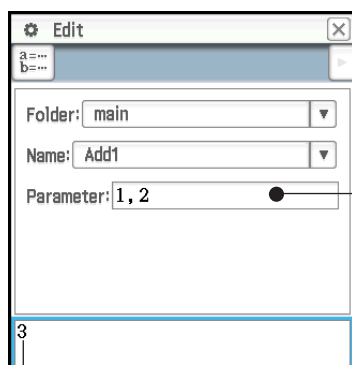 Edit
a=…
b=…
Folder: main
Name: Add1
Parameter: 1,2
3